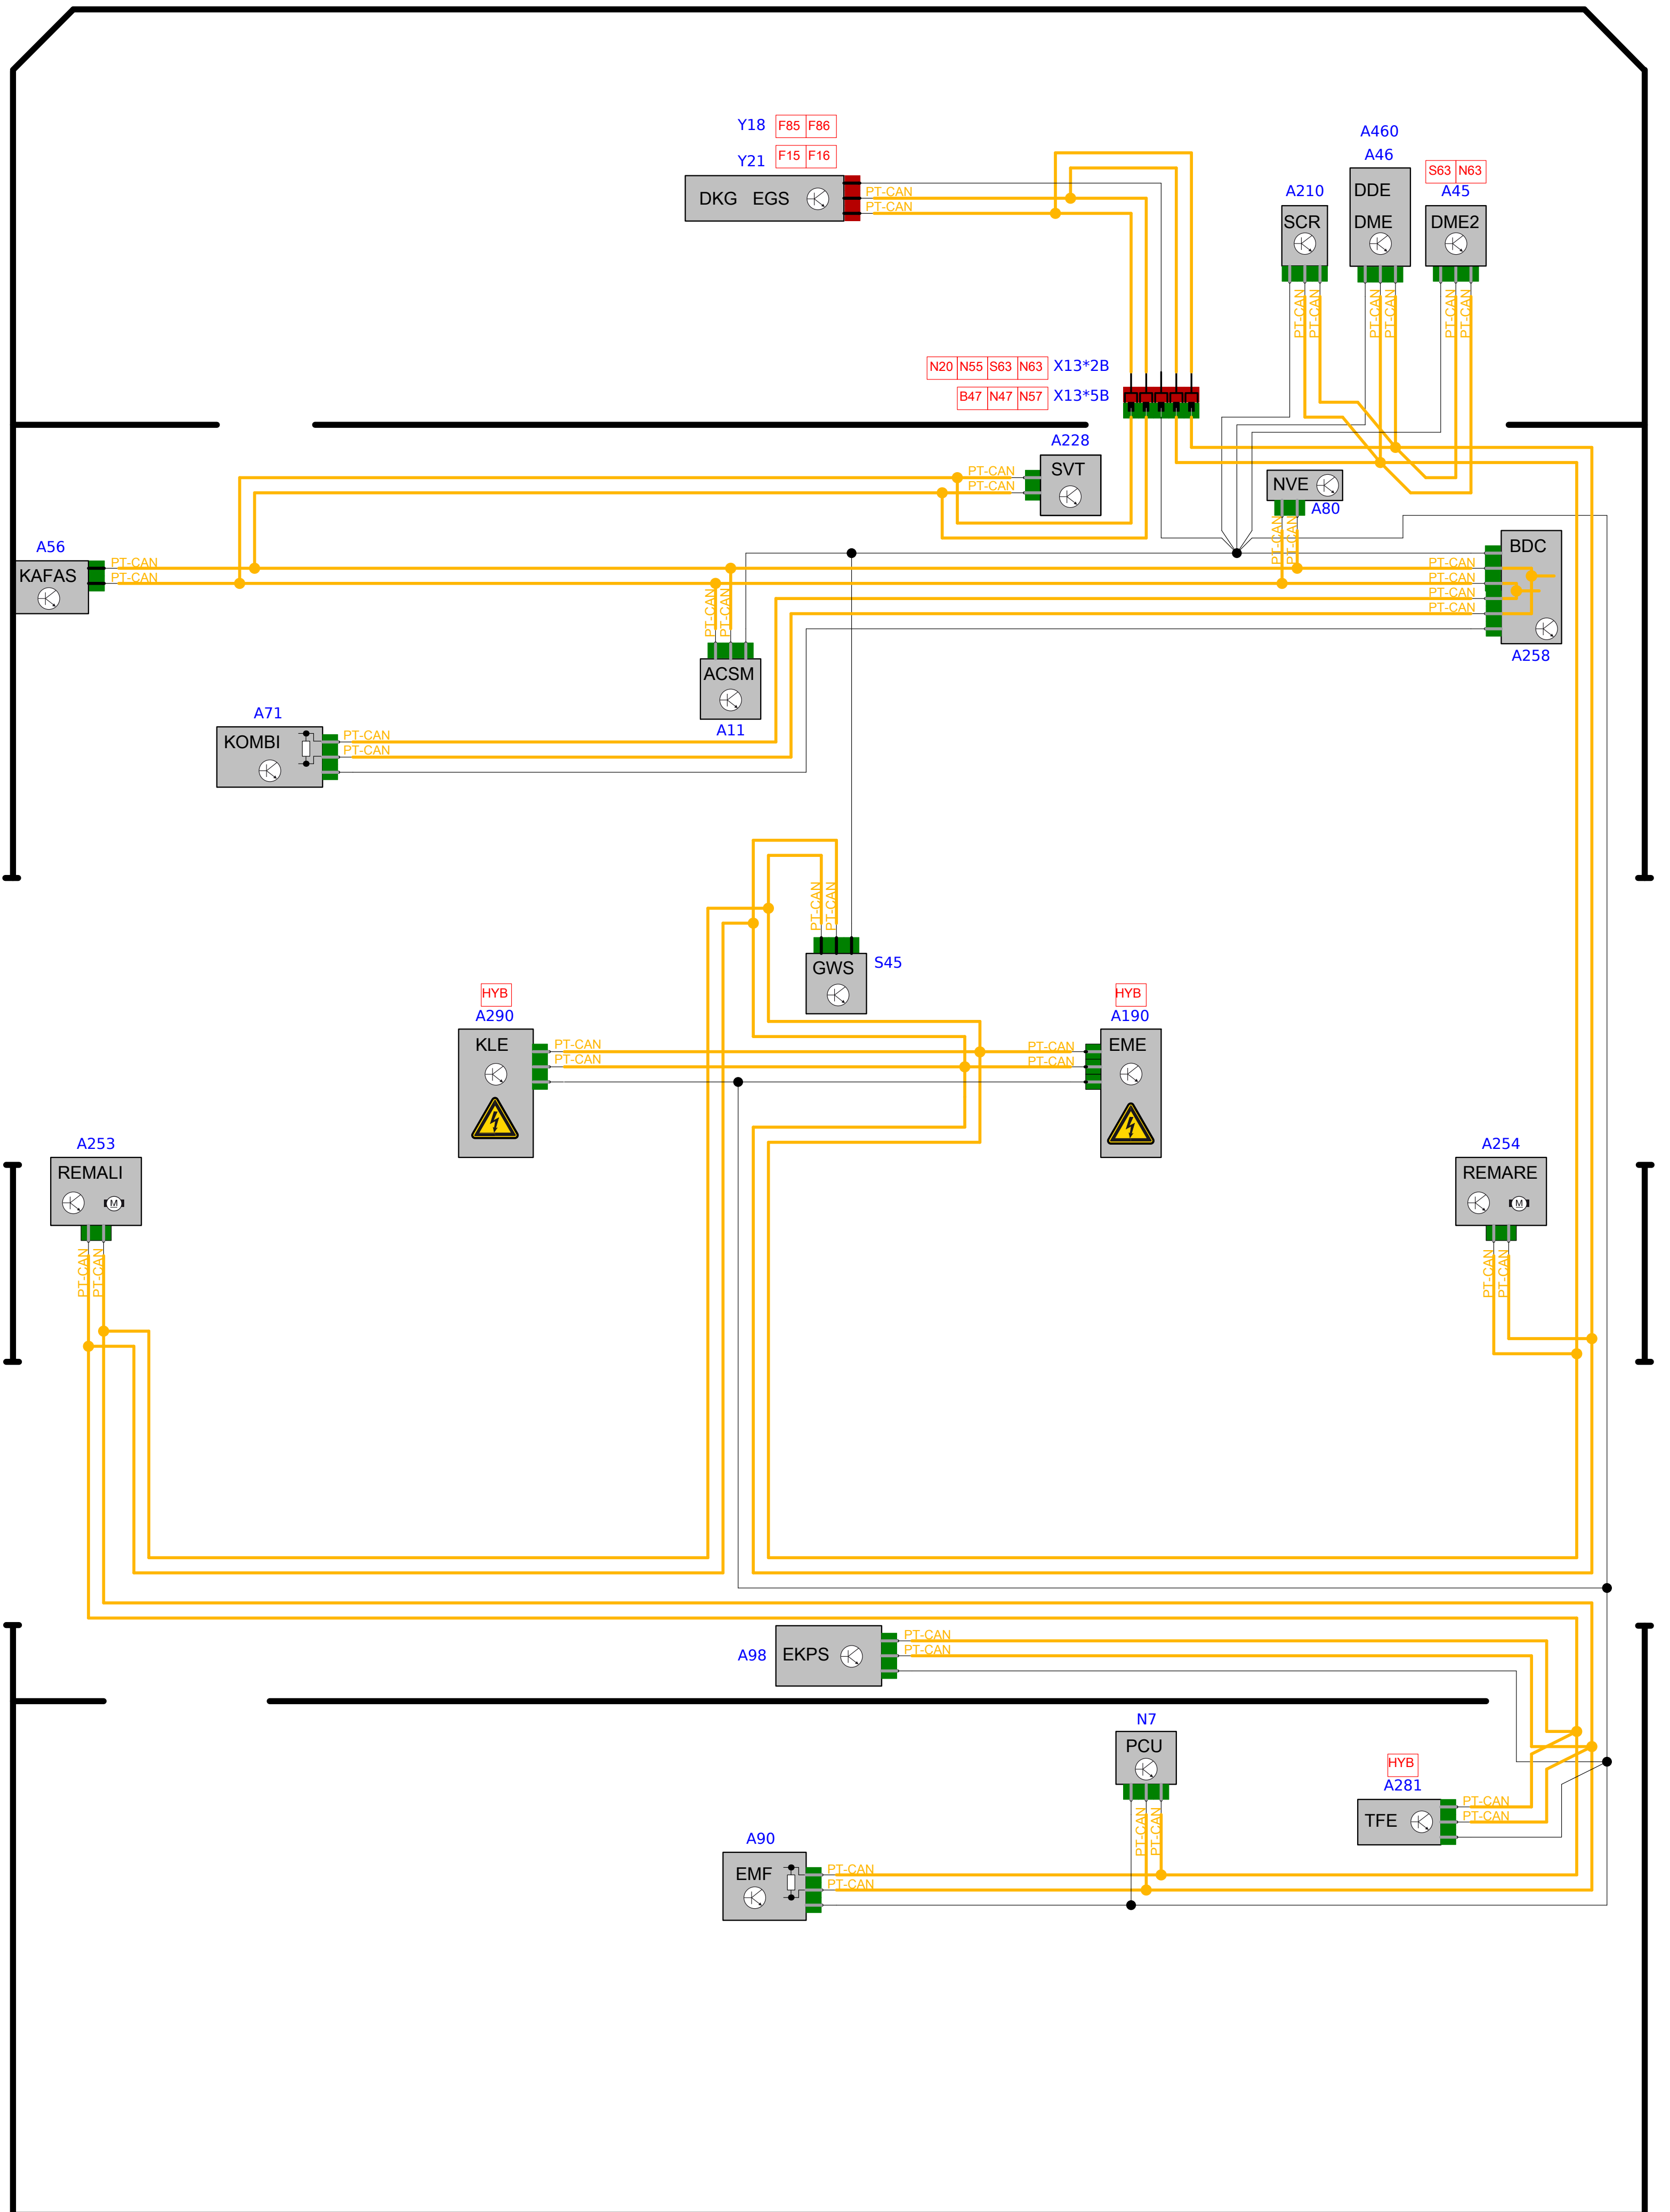 Y18 F85 F86
Y21 F15 F16
DKG EGS
PT-CAN
PT-CAN
A460
A46
DDE
DME
A210
SCR
S63 N63
A45
DME2
PT-CAN
PT-CAN
PT-CAN
PT-CAN
PT-CAN
PT-CAN
N20 N55 S63 N63 X13*2B
B47 N47 N57 X13*5B
A228
SVT
PT-CAN
PT-CAN
NVE
A80
PT-CAN
PT-CAN
A56
KAFAS
PT-CAN
PT-CAN
BDC
PT-CAN
PT-CAN
PT-CAN
PT-CAN
A258
PT-CAN
PT-CAN
ACSM
A11
A71
KOMBI
PT-CAN
PT-CAN
PT-CAN
PT-CAN
GWS
S45
HYB
A290
KLE
PT-CAN
PT-CAN
HYB
A190
EME
PT-CAN
PT-CAN
A253
REMALI
M
PT-CAN
PT-CAN
A254
REMARE
M
PT-CAN
PT-CAN
A98
EKPS
PT-CAN
PT-CAN
N7
PCU
PT-CAN
PT-CAN
HYB
A281
TFE
PT-CAN
PT-CAN
A90
EMF
PT-CAN
PT-CAN